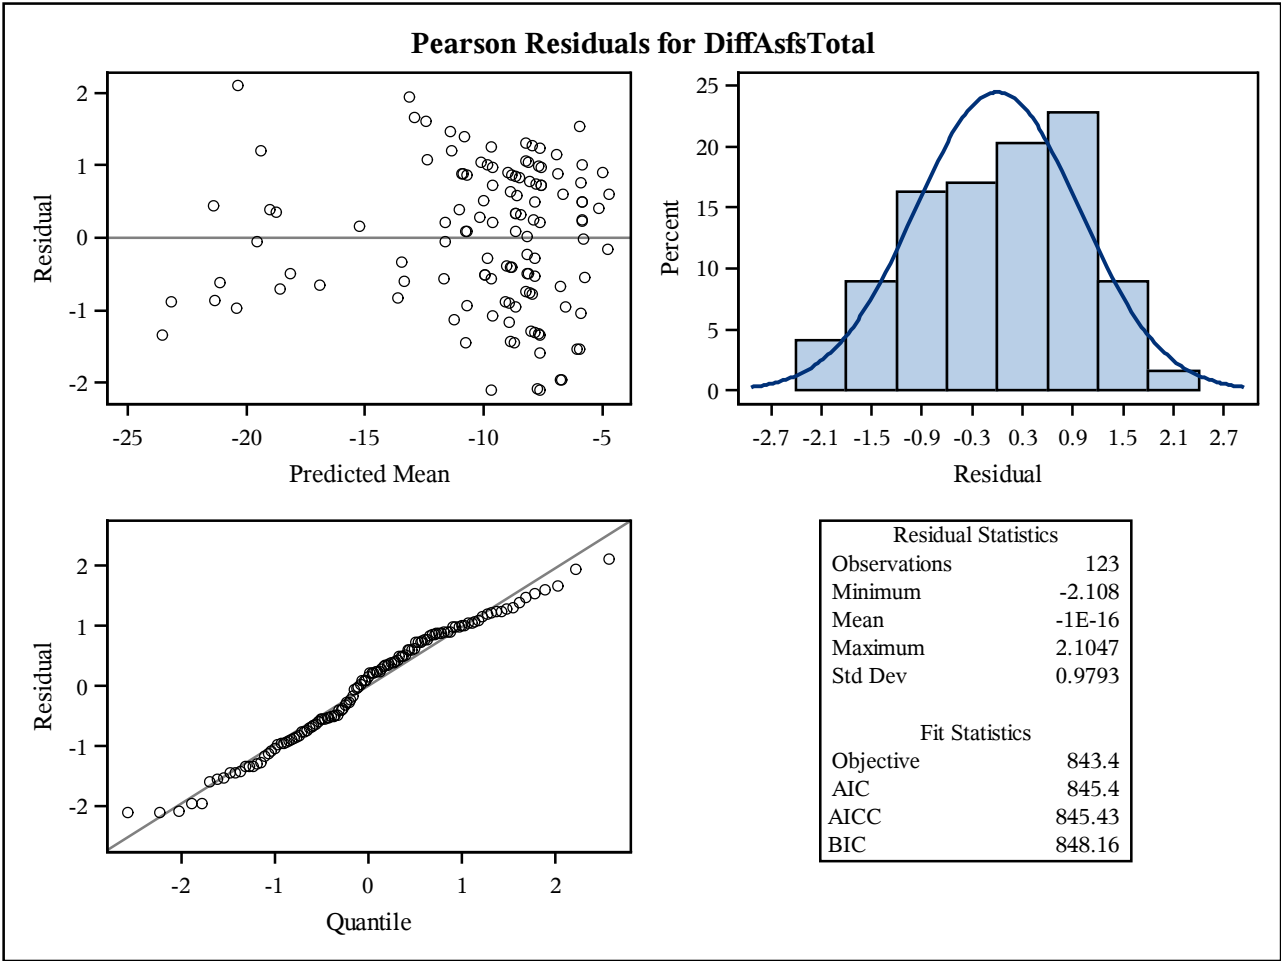 Pearson Residuals for DiffAsfsTotal
2
1
0
-1
-2
Residual
-25 -20 -15 -10 -5
Predicted Mean
25
20
15
10
5
0
Percent
-2.7 -2.1 -1.5 -0.9 -0.3 0.3 0.9 1.5 2.1 2.7
Residual
2
1
0
-1
-2
Residual
-2 -1 0 1 2
Quantile
Residual Statistics
Observations 123
Minimum -2.108
Mean -1E-16
Maximum 2.1047
Std Dev 0.9793
Fit Statistics
Objective 843.4
AIC 845.4
AICC 845.43
BIC 848.16